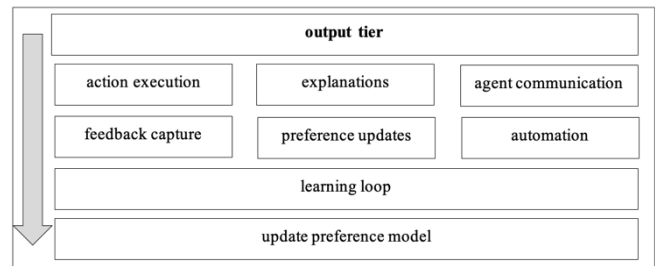 output tier
action execution
explanations
agent communication
feedback capture
preference updates
automation
learning loop
update preference model